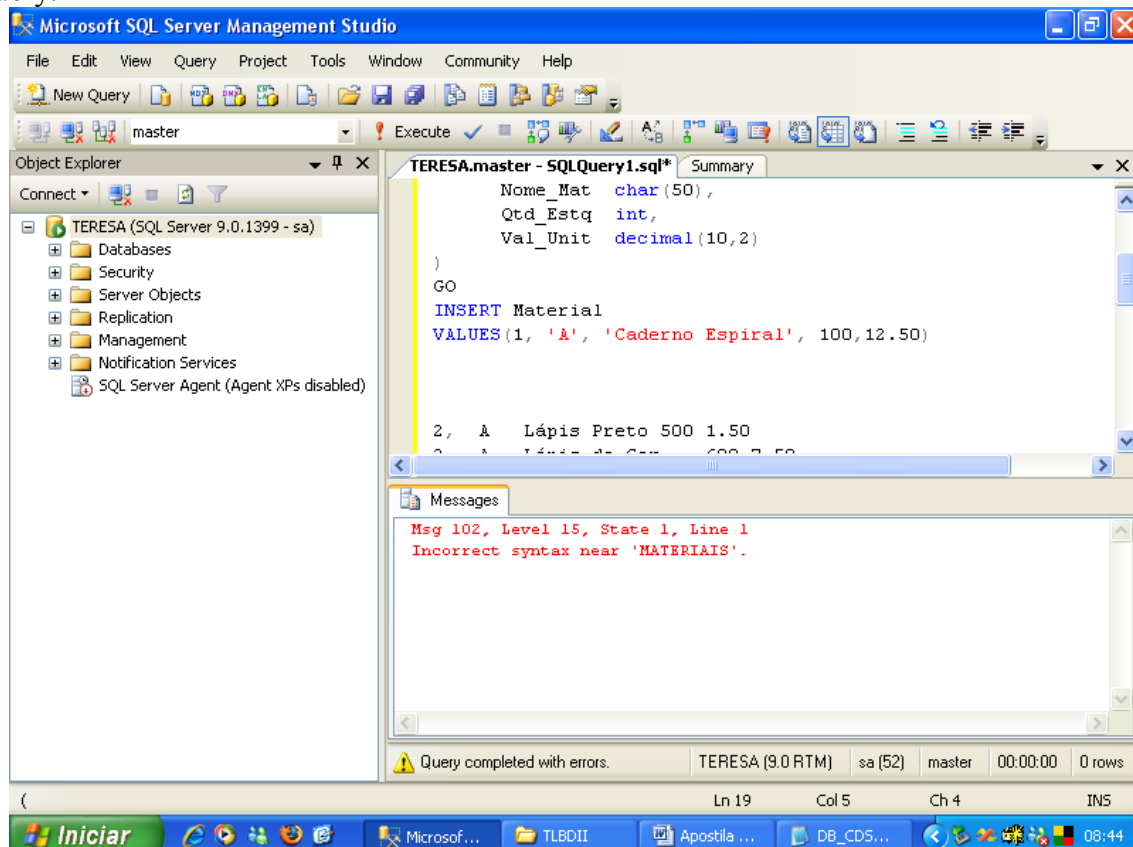 Microsoft SQL Server Management Studio
File Edit View Query Project Tools Window Community Help
New Query
master Execute
Object Explorer
Connect
TERESA (SQL Server 9.0.1399 - sa)
Databases
Security
Server Objects
Replication
Management
Notification Services
SQL Server Agent (Agent XPs disabled)
TERESA.master - SQLQuery1.sql* Summary
Nome_Mat char(50),
Qtd_Estq int,
Val_Unit decimal(10,2)
)
GO
INSERT Material
VALUES(1, 'A', 'Caderno Espiral', 100,12.50)
2, A Lápis Preto 500 1.50
Messages
Msg 102, Level 15, State 1, Line 1
Incorrect syntax near 'MATERIAIS'.
Query completed with errors. TERESA (9.0 RTM) sa (52) master 00:00:00 0 rows
( Ln 19 Col 5 Ch 4 INS
Iniciar Microsof... TLBDII Apostila ... DB_CDS... 08:44